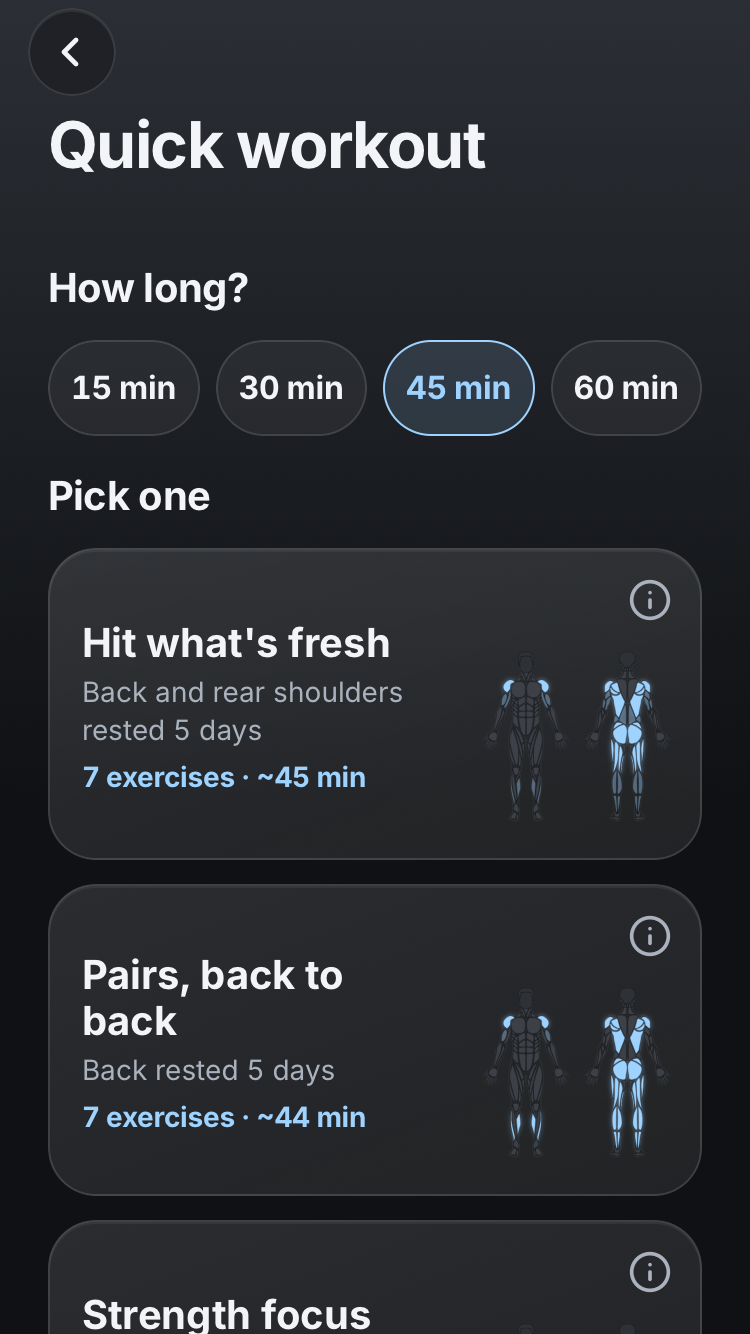 Quick workout
How long?
15 min
30 min
45 min
60 min
Pick one
Hit what's fresh
Back and rear shoulders
rested 5 days
7 exercises · ~45 min
Pairs, back to
back
Back rested 5 days
7 exercises · ~44 min
Strength focus